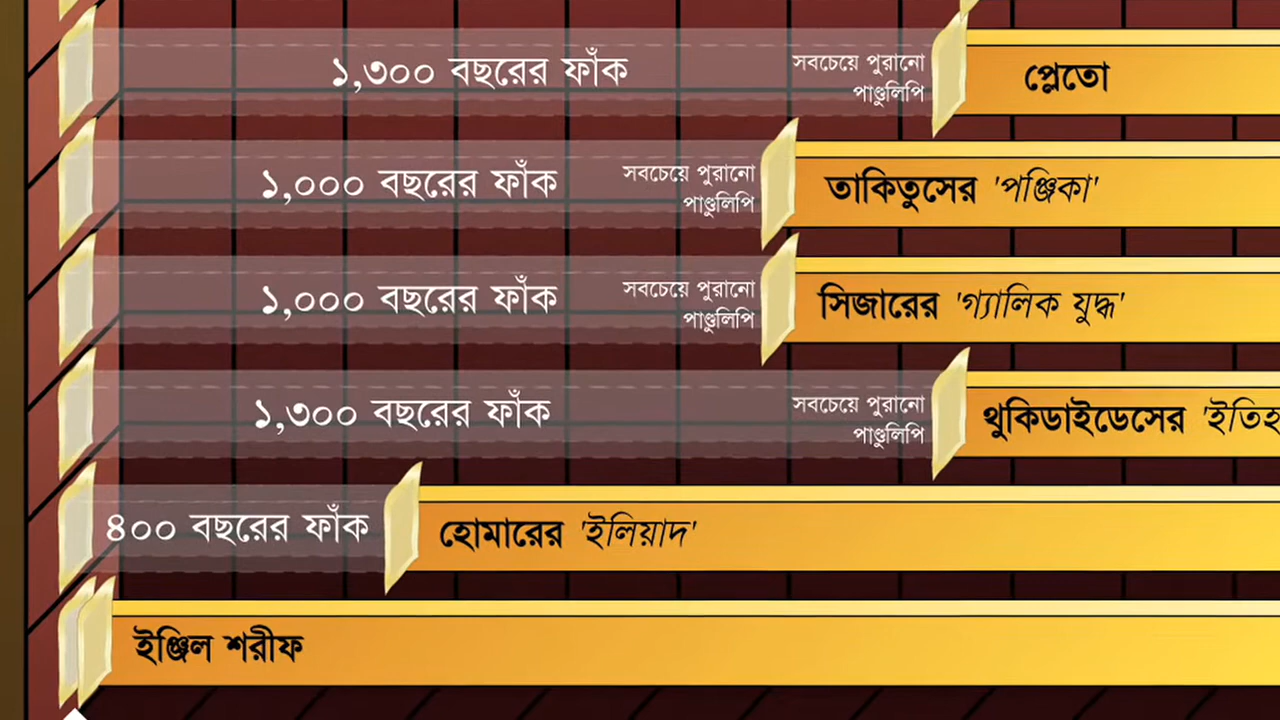 ১,৩০০ বছরের ফাঁক
সবচেয়ে পুরানো
পাণ্ডুলিপি
প্লেতো
১,০০০ বছরের ফাঁক
সবচেয়ে পুরানো
পাণ্ডুলিপি
তাকিতুসের 'পঞ্জিকা'
১,০০০ বছরের ফাঁক
সবচেয়ে পুরানো
পাণ্ডুলিপি
সিজারের 'গ্যালিক যুদ্ধ'
১,৩০০ বছরের ফাঁক
সবচেয়ে পুরানো
পাণ্ডুলিপি
থুকিডাইডেসের
৪০০ বছরের ফাঁক
হোমারের 'ইলিয়াদ'
ইঞ্জিল শরীফ